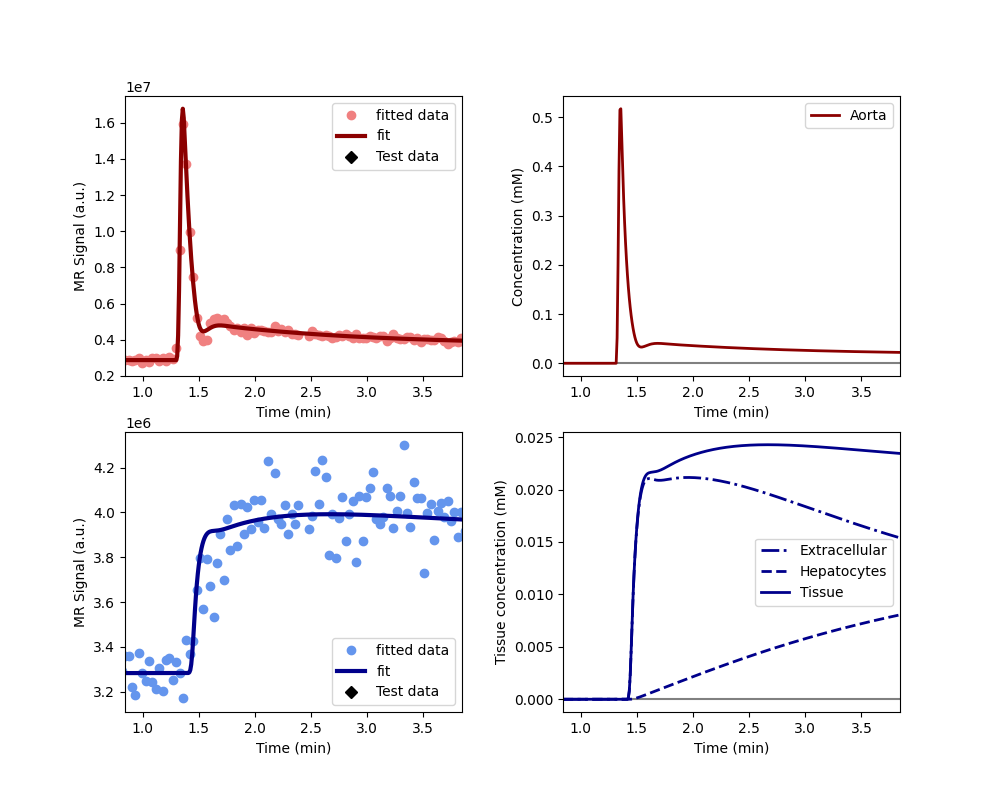 1e7
MR Signal (a.u.)
1.6
1.4
1.2
1.0
0.8
0.6
0.4
0.2
fitted data
fit
Test data
1.0 1.5 2.0 2.5 3.0 3.5
Time (min)
Concentration (mM)
0.5
0.4
0.3
0.2
0.1
0.0
Aorta
1.0 1.5 2.0 2.5 3.0 3.5
Time (min)
1e6
MR Signal (a.u.)
4.2
4.0
3.8
3.6
3.4
3.2
fitted data
fit
Test data
1.0 1.5 2.0 2.5 3.0 3.5
Time (min)
Tissue concentration (mM)
0.025
0.020
0.015
0.010
0.005
0.000
Extracellular
Hepatocytes
Tissue
1.0 1.5 2.0 2.5 3.0 3.5
Time (min)